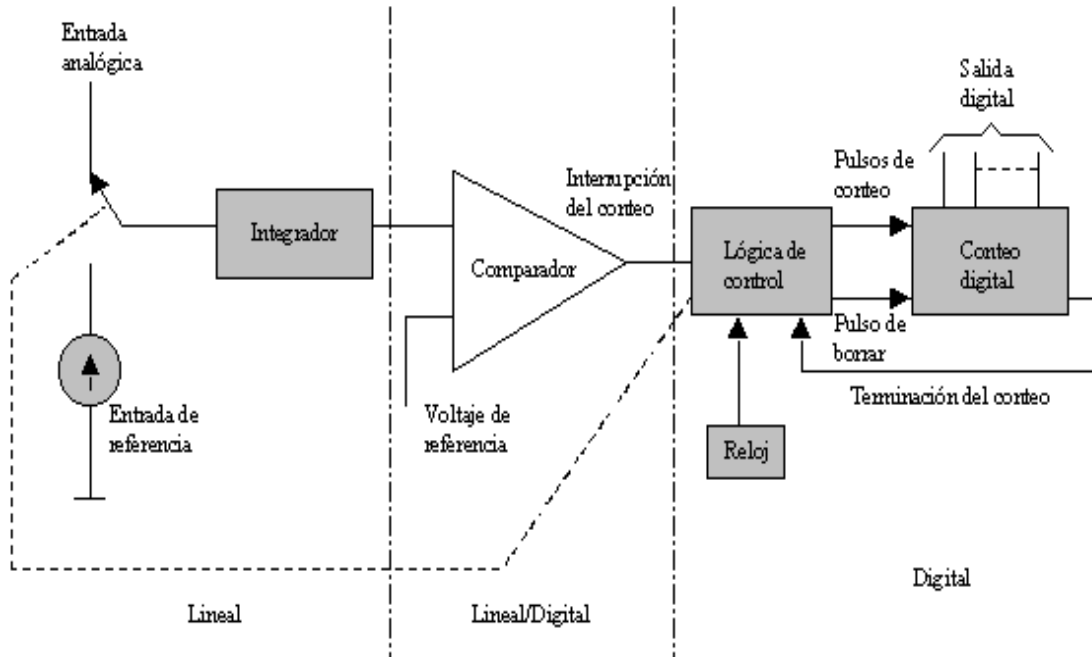 Entrada
analógica
Integrador
Entrada de
referencia
Comparador
Voltaje de
referencia
Interrupción
del conteo
Lógica de
control
Reloj
Pulsos de
conteo
Pulso de
borrar
Salida
digital
Conteo
digital
Terminación del conteo
Lineal
Lineal/Digital
Digital